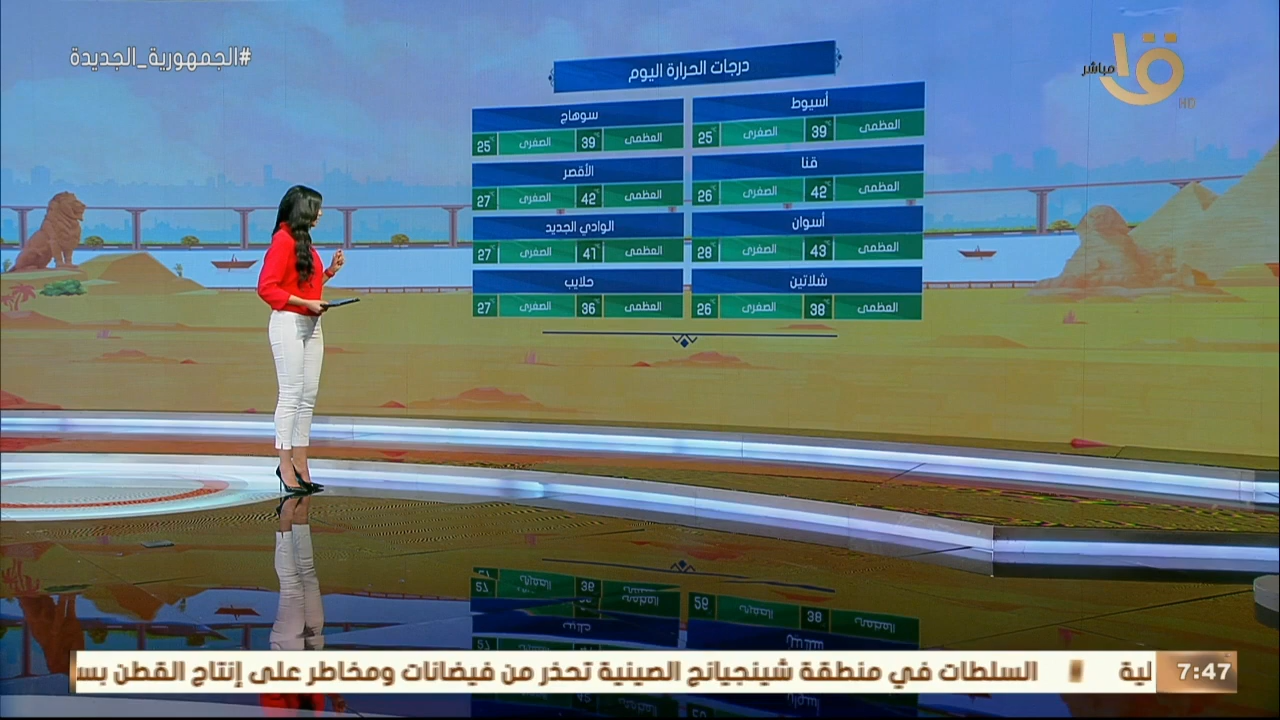 #الجمهورية_الجديدة
مباشر
HD
درجات الحرارة اليوم
أسيوط
العظمى 39 الصغرى 25
سوهاج
العظمى 39 الصغرى 25
قنا
العظمى 42 الصغرى 26
الأقصر
العظمى 42 الصغرى 27
أسوان
العظمى 43 الصغرى 28
الوادي الجديد
العظمى 41 الصغرى 27
شلاتين
العظمى 38 الصغرى 26
حلايب
العظمى 36 الصغرى 27
7:47
لية السلطات في منطقة شينجيانج الصينية تحذر من فيضانات ومخاطر على إنتاج القطن بسـ